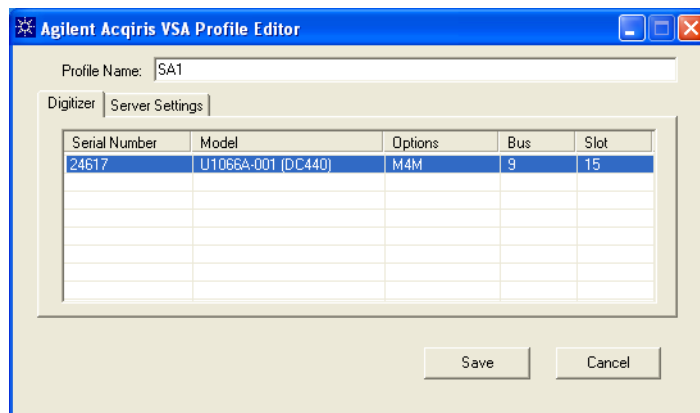 Agilent Acqiris VSA Profile Editor
Profile Name: SA1
Digitizer Server Settings
Serial Number Model Options Bus Slot
24617 U1066A-001 (DC440) M4M 9 15
Save Cancel